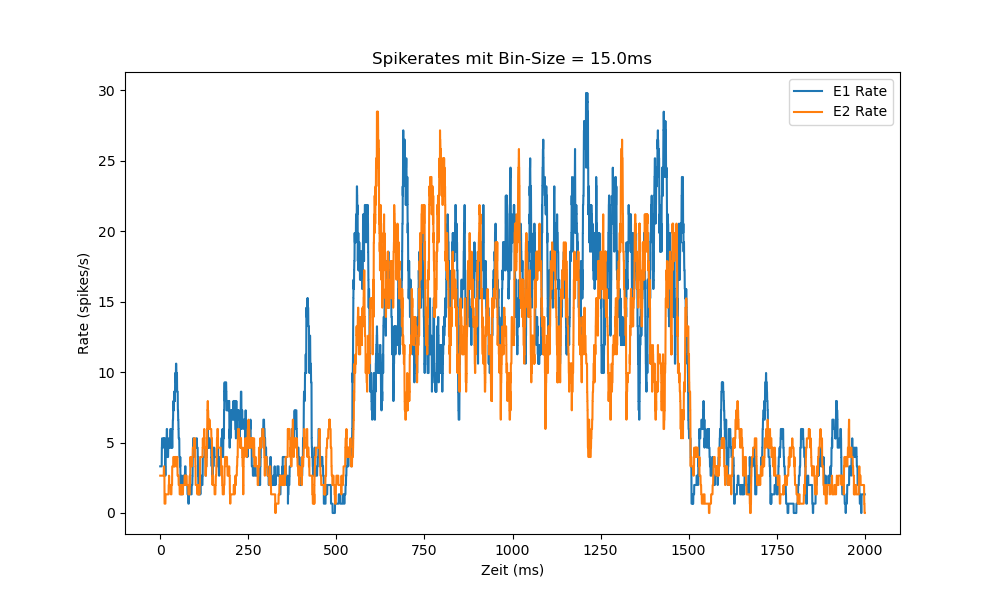 Spikerates mit Bin-Size = 15.0ms
E1 Rate
E2 Rate
Rate (spikes/s)
30
25
20
15
10
5
0
0 250 500 750 1000 1250 1500 1750 2000
Zeit (ms)